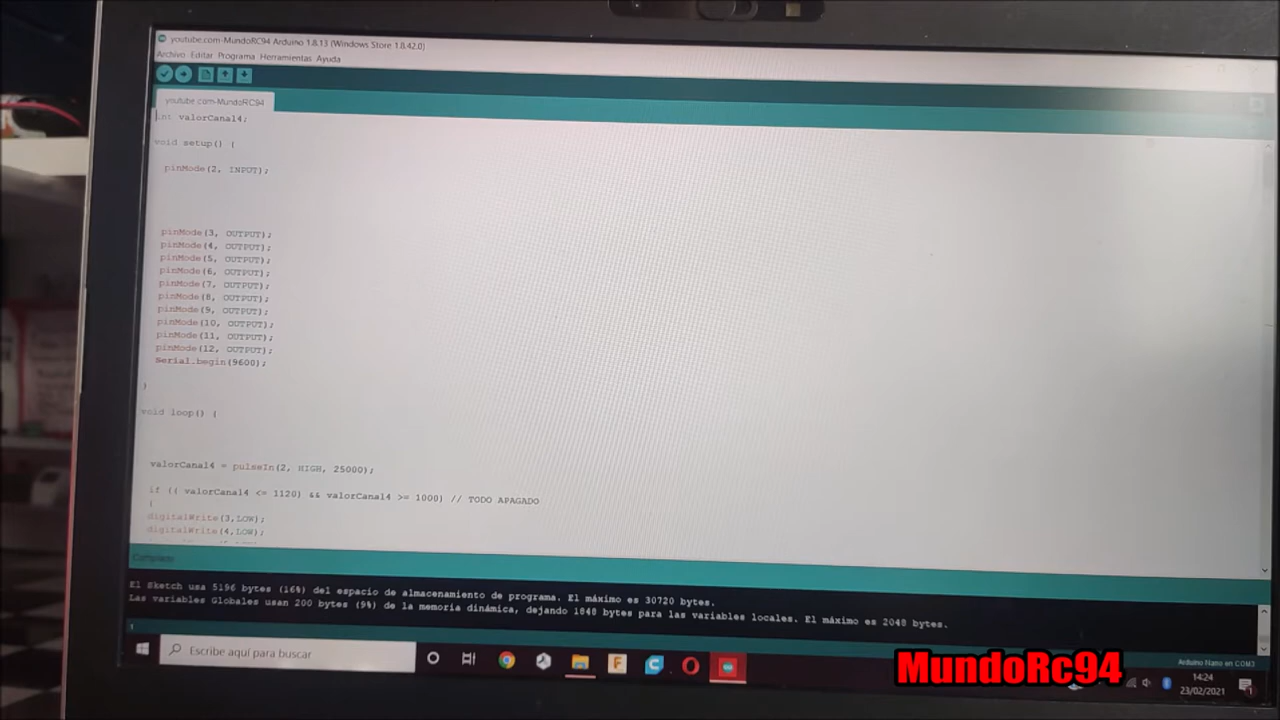 youtube.com-MundoRC94 Arduino 1.8.13 (Windows Store 1.8.42.0)
Archivo Editar Programa Herramientas Ayuda
youtube.com-MundoRC94
int valorCanal4;
void setup() {
pinMode(2, INPUT);
pinMode(3, OUTPUT);
pinMode(4, OUTPUT);
pinMode(5, OUTPUT);
pinMode(6, OUTPUT);
pinMode(7, OUTPUT);
pinMode(8, OUTPUT);
pinMode(9, OUTPUT);
pinMode(10, OUTPUT);
pinMode(11, OUTPUT);
pinMode(12, OUTPUT);
Serial.begin(9600);
}
void loop() {
valorCanal4 = pulseIn(2, HIGH, 25000);
if (( valorCanal4 <= 1120) && valorCanal4 >= 1000) // TODO APAGADO
{
digitalWrite(3,LOW);
digitalWrite(4,LOW);
Compilado
El Sketch usa 5196 bytes (16%) del espacio de almacenamiento de programa. El máximo es 30720 bytes.
Las variables Globales usan 200 bytes (9%) de la memoria dinámica, dejando 1848 bytes para las variables locales. El máximo es 2048 bytes.
1
Arduino Nano en COM3
Escribe aquí para buscar
MundoRc94
14:24
23/02/2021